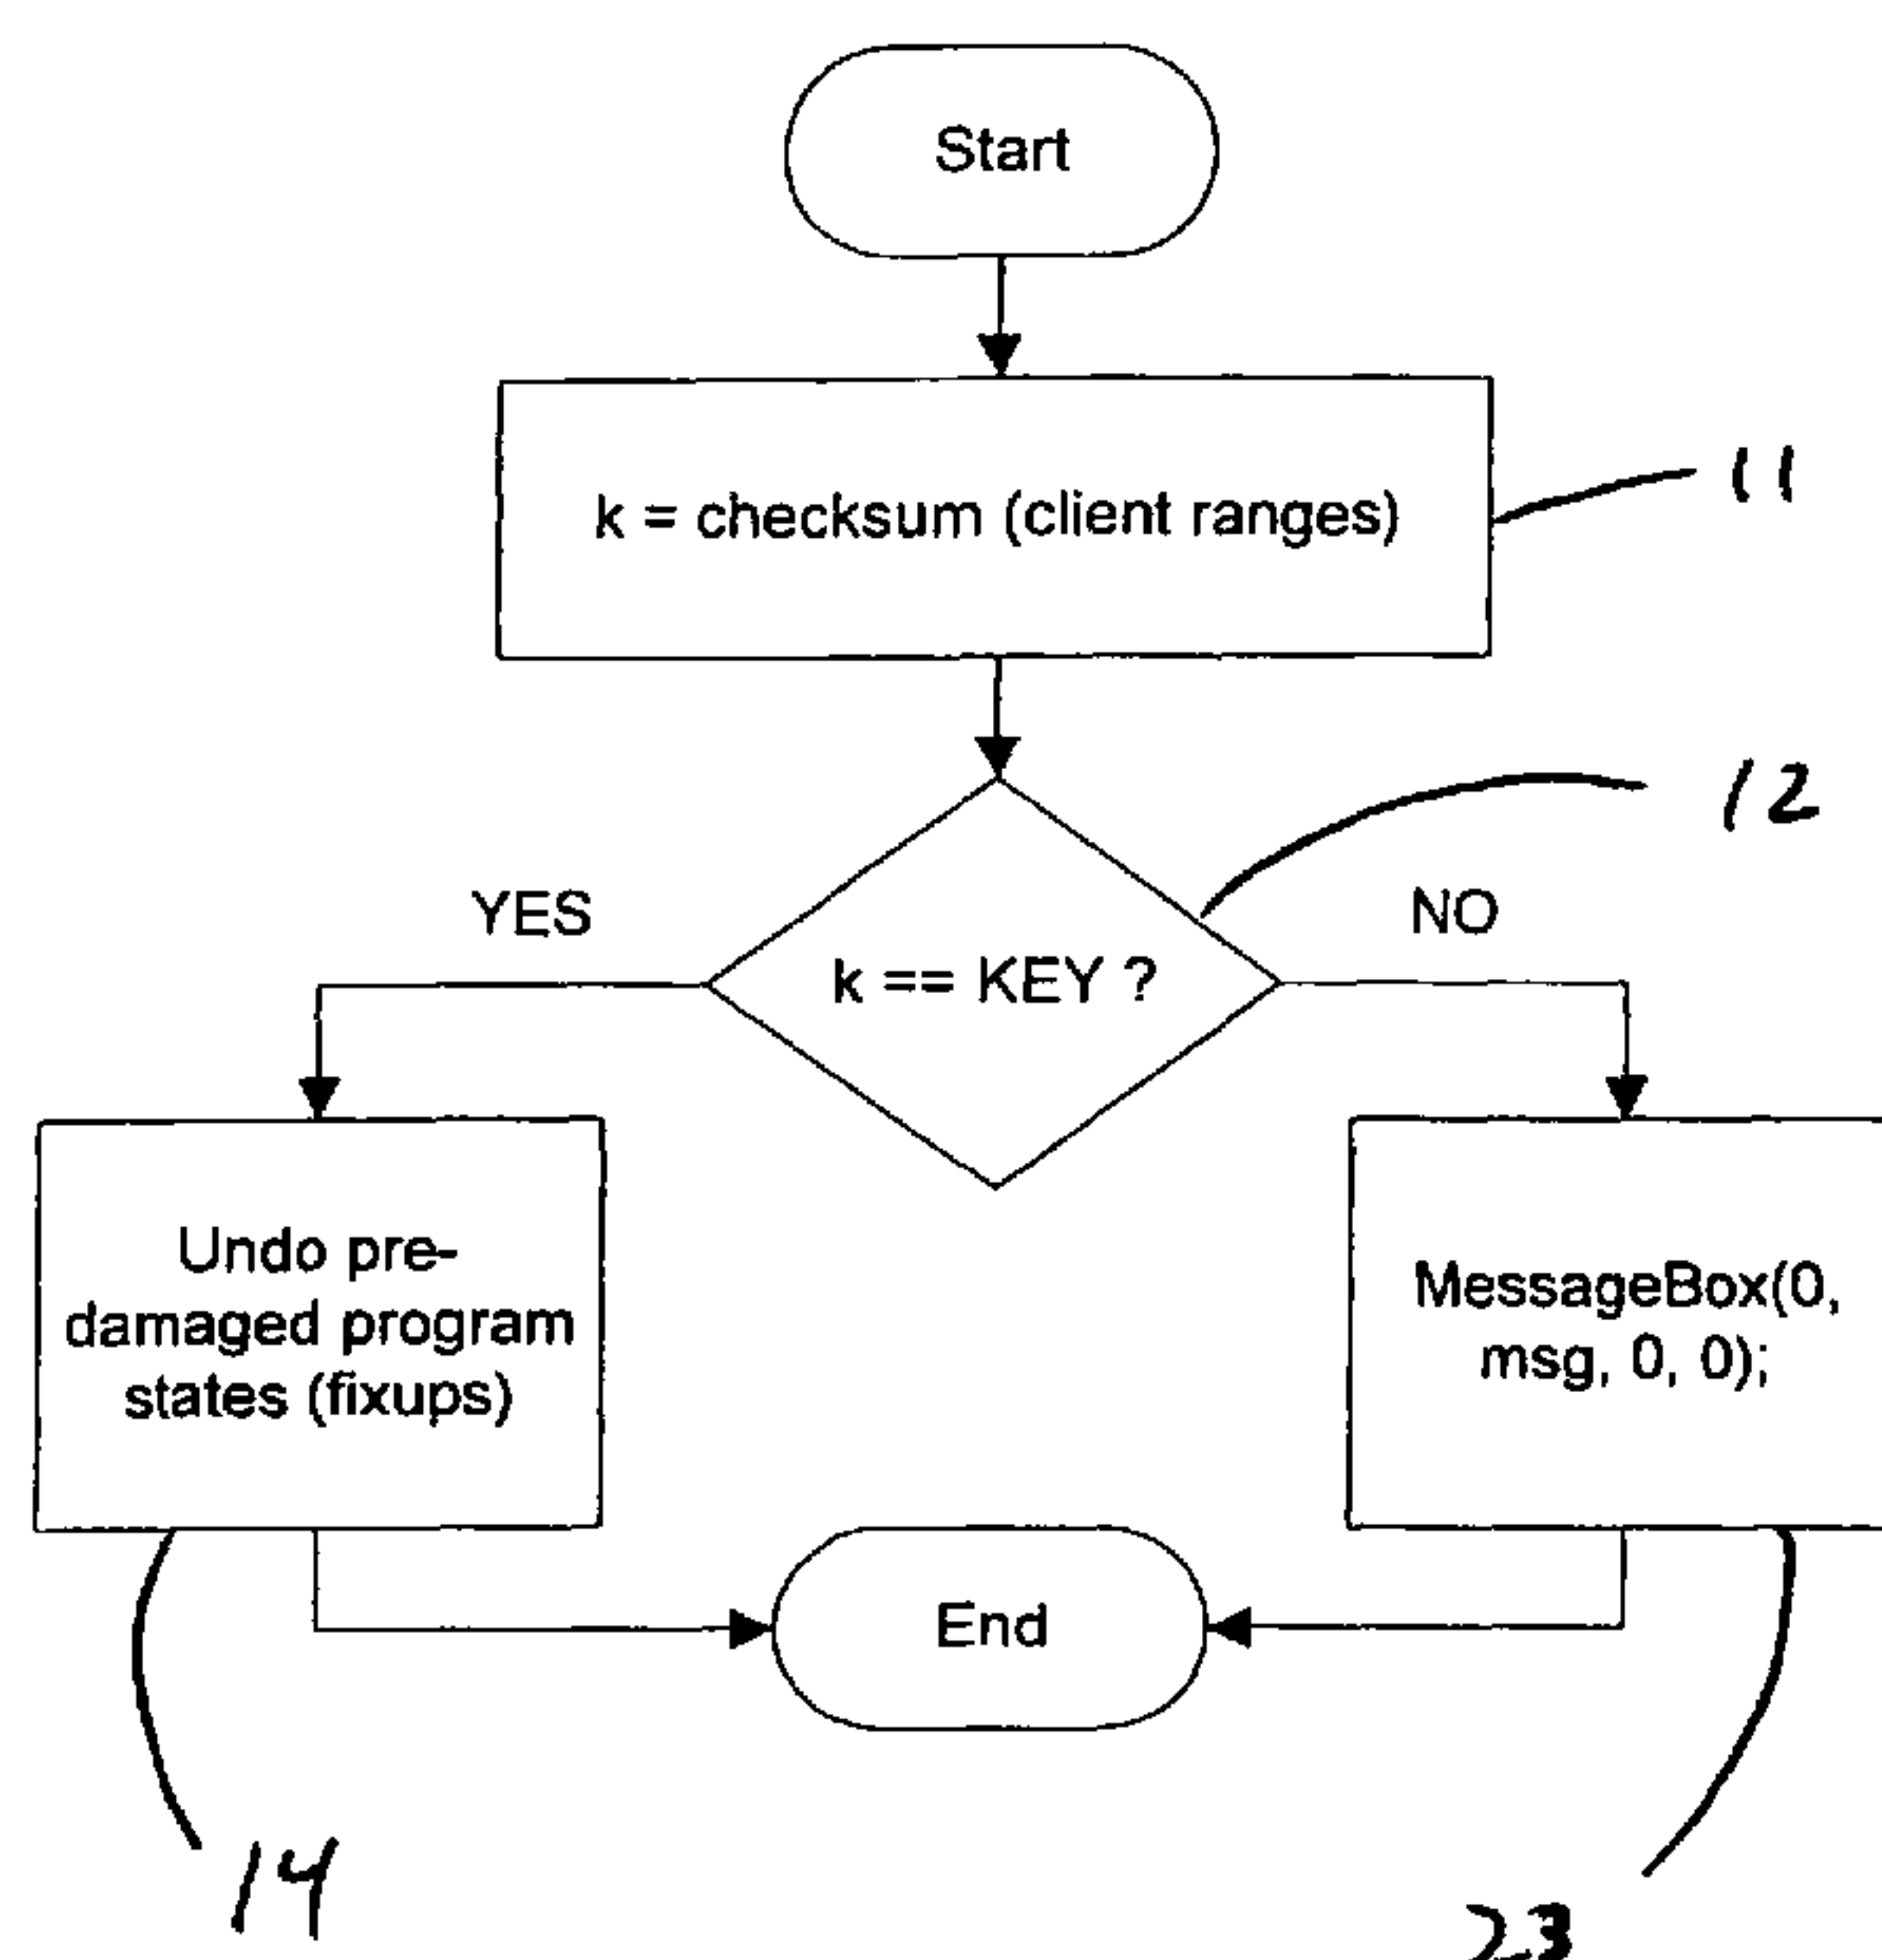 Start
k = checksum (client ranges)
11
12
YES
NO
k == KEY ?
Undo pre-
damaged program
states (fixups)
MessageBox(0,
msg, 0, 0);
End
14
23